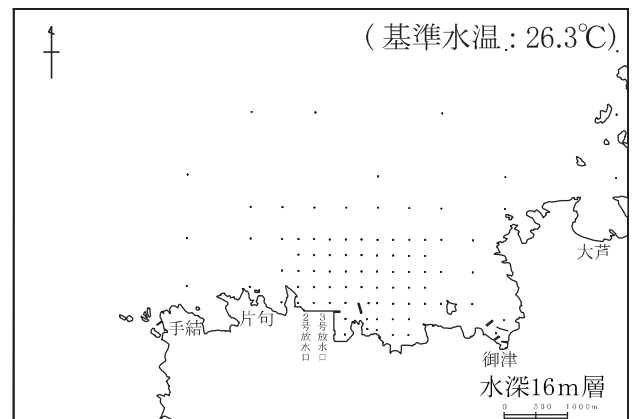 (基準水温:26.3℃)
大芦
手結
片句
2号放水口
3号放水口
御津
水深16m層
0 500 1000m